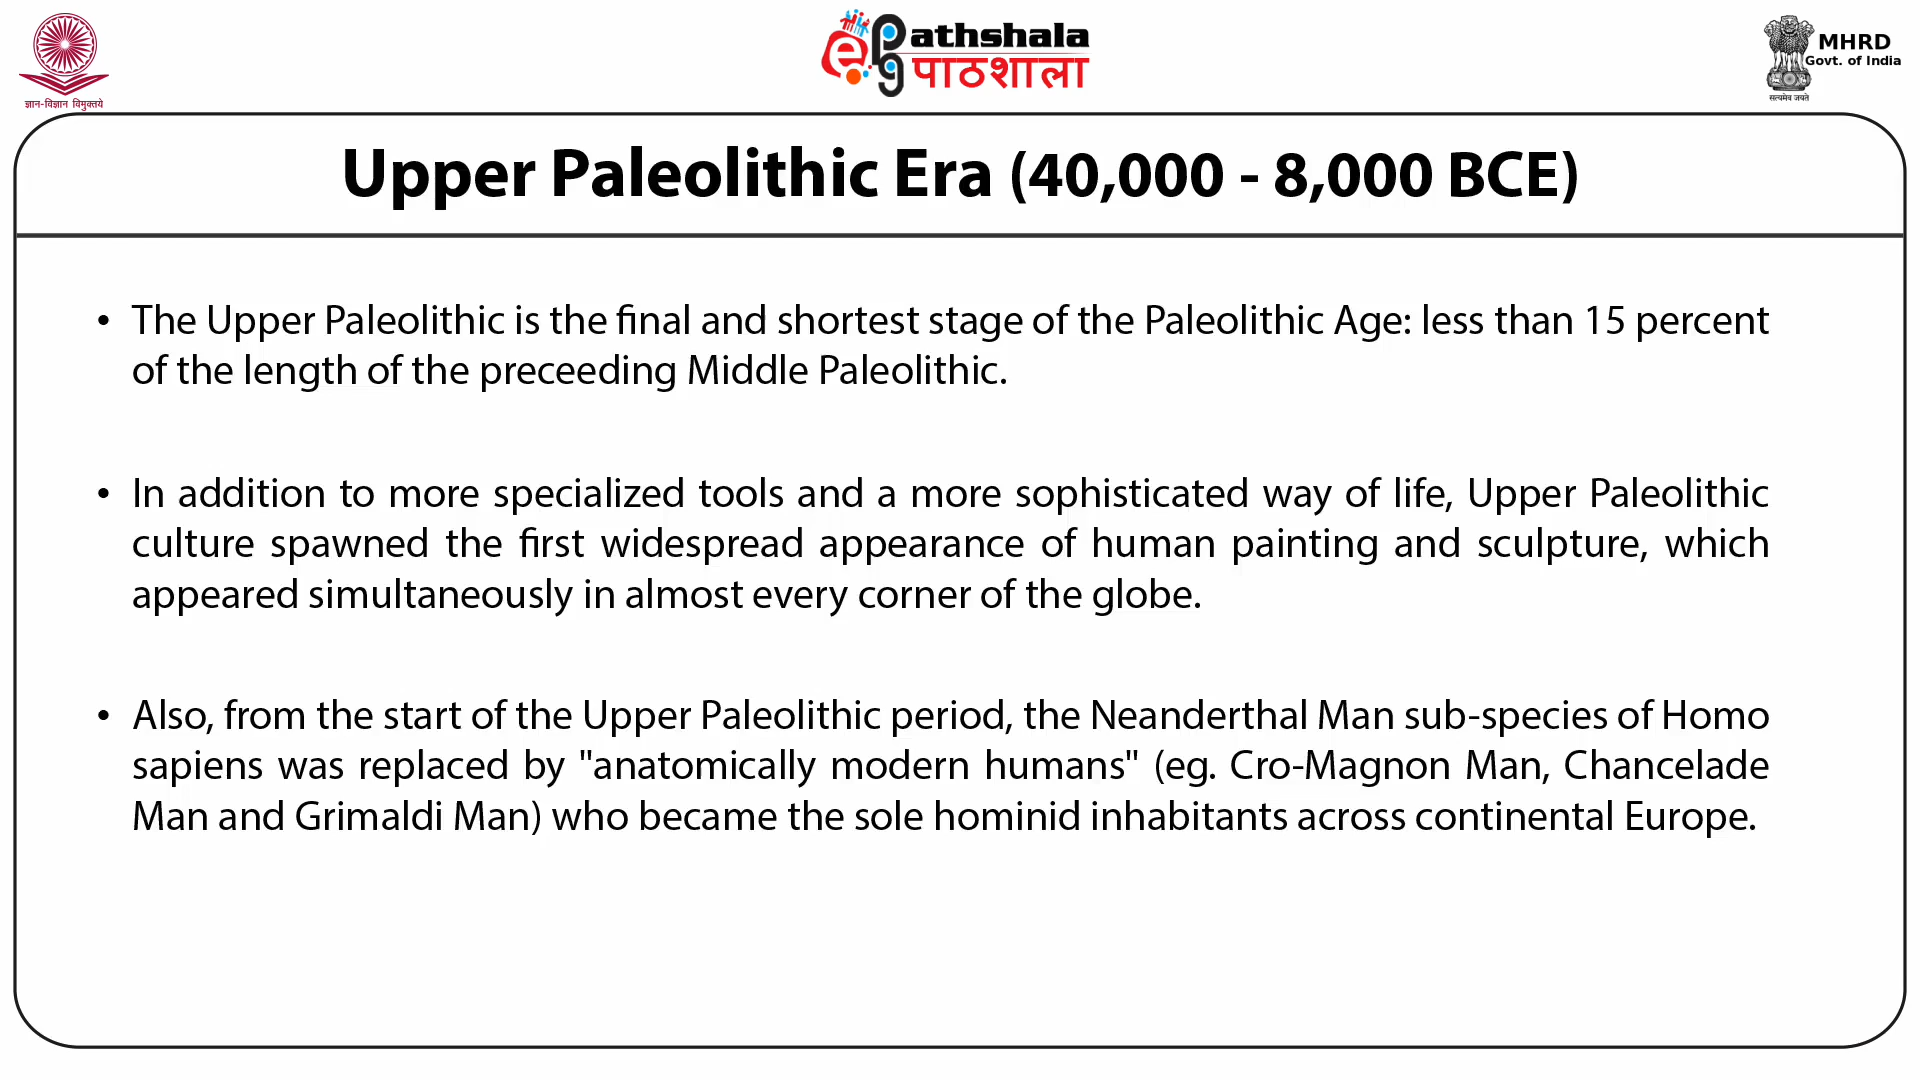 ज्ञान-विज्ञान विमुक्तये
e PG Pathshala
पाठशाला
MHRD
Govt. of India
सत्यमेव जयते
Upper Paleolithic Era (40,000 - 8,000 BCE)
• The Upper Paleolithic is the final and shortest stage of the Paleolithic Age: less than 15 percent
of the length of the preceeding Middle Paleolithic.
• In addition to more specialized tools and a more sophisticated way of life, Upper Paleolithic
culture spawned the first widespread appearance of human painting and sculpture, which
appeared simultaneously in almost every corner of the globe.
• Also, from the start of the Upper Paleolithic period, the Neanderthal Man sub-species of Homo
sapiens was replaced by "anatomically modern humans" (eg. Cro-Magnon Man, Chancelade
Man and Grimaldi Man) who became the sole hominid inhabitants across continental Europe.